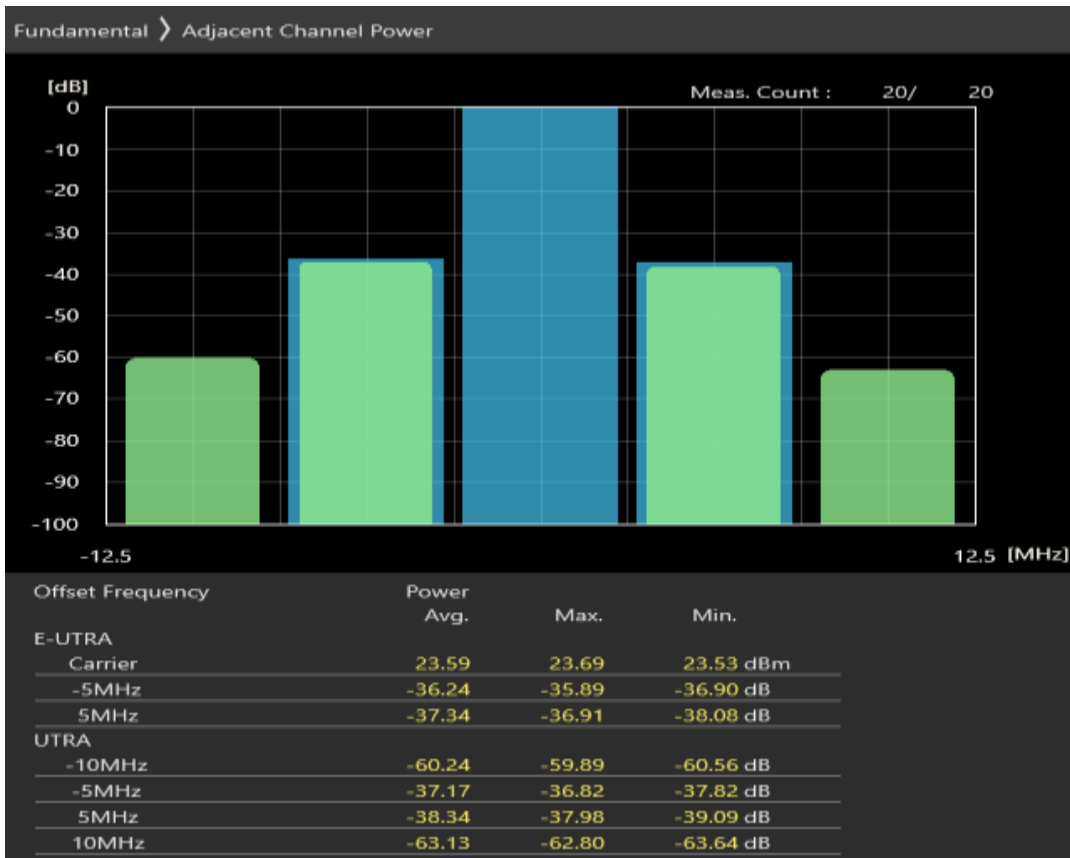 Fundamental 〉 Adjacent Channel Power
[dB]
Meas. Count : 20/ 20
0
-10
-20
-30
-40
-50
-60
-70
-80
-90
-100
-12.5 12.5 [MHz]
Offset Frequency Power
Avg. Max. Min.
E-UTRA
Carrier 23.59 23.69 23.53 dBm
-5MHz -36.24 -35.89 -36.90 dB
5MHz -37.34 -36.91 -38.08 dB
UTRA
-10MHz -60.24 -59.89 -60.56 dB
-5MHz -37.17 -36.82 -37.82 dB
5MHz -38.34 -37.98 -39.09 dB
10MHz -63.13 -62.80 -63.64 dB